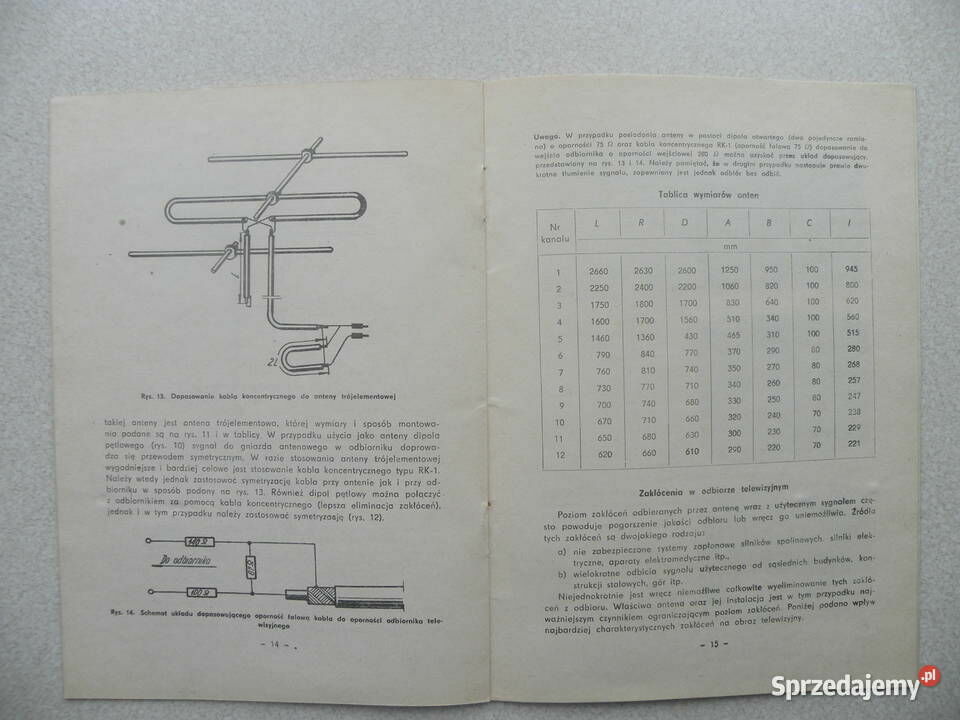 l
2l
Rys. 13. Dopasowanie kabla koncentrycznego do anteny trójelementowej
takiej anteny jest antena trójelementowa, której wymiary i sposób montowa-
nia podane są na rys. 11 i w tablicy. W przypadku użycia jako anteny dipola
pętlowego (rys. 10) sygnał do gniazda antenowego w odbiorniku doprowa-
dza się przewodem symetrycznym. W razie stosowania anteny trójelementowej
wygodniejsze i bardziej celowe jest stosowanie kabla koncentrycznego typu RK-1.
Należy wtedy jednak zastosować symetryzację kabla przy antenie jak i przy od-
biorniku w sposób podany na rys. 13. Również dipol pętlowy można połączyć
z odbiornikiem za pomocą kabla koncentrycznego (lepsza eliminacja zakłóceń),
jednak i w tym przypadku należy zastosować symetryzację (rys. 12).
Do odbiornika
100 Ω
Rys. 14. Schemat układu dopasowującego oporność falową kabla do oporności odbiornika tele-
wizyjnego
– 14 –
Uwaga. W przypadku posiadania anteny w postaci dipola otwartego (dwa pojedyncze ramio-
na) o oporności 75 Ω oraz kabla koncentrycznego RK-1 (oporność falowa 75 Ω) dopasowanie do
wejścia odbiornika o oporności wejściowej 280 Ω można uzyskać przez układ dopasowujący,
przedstawiony na rys. 13 i 14. Należy pamiętać, że w drugim przypadku następuje prawie dwu-
krotne tłumienie sygnału, zapewniony jest jednak odbiór bez odbić.
Tablica wymiarów anten
Nr kanału L R D A B C l
mm
1 2660 2630 2600 1250 950 100 945
2 2250 2400 2200 1060 820 100 800
3 1750 1800 1700 830 640 100 620
4 1600 1700 1560 510 340 100 560
5 1460 1360 430 465 310 100 515
6 790 840 770 370 290 80 280
7 760 810 740 350 270 80 268
8 730 770 710 340 260 80 257
9 700 740 680 330 250 80 247
10 670 710 660 320 240 70 238
11 650 680 630 300 230 70 229
12 620 660 610 290 220 70 221
Zakłócenia w odbiorze telewizyjnym
Poziom zakłóceń odbieranych przez antenę wraz z użytecznym sygnałem czę-
sto powoduje pogorszenie jakości odbioru lub wręcz go uniemożliwia. Źródła
tych zakłóceń są dwojakiego rodzaju:
a) nie zabezpieczone systemy zapłonowe silników spalinowych, silniki elek-
tryczne, aparaty elektromedyczne itp.,
b) wielokrotne odbicia sygnału użytecznego od sąsiednich budynków, kon-
strukcji stalowych, gór itp.
Niejednokrotnie jest wręcz niemożliwe całkowite wyeliminowanie tych zakłó-
ceń z odbioru. Właściwa antena oraz jej instalacja jest w tym przypadku naj-
ważniejszym czynnikiem ograniczającym poziom zakłóceń. Poniżej podano wpływ
najbardziej charakterystycznych zakłóceń na obraz telewizyjny.
– 15 –
Sprzedajemy.pl